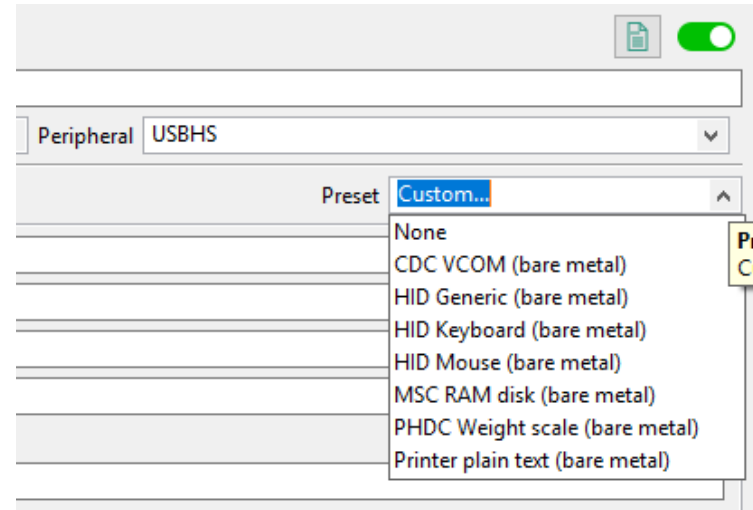 Peripheral USBHS
Preset Custom...
None
CDC VCOM (bare metal)
HID Generic (bare metal)
HID Keyboard (bare metal)
HID Mouse (bare metal)
MSC RAM disk (bare metal)
PHDC Weight scale (bare metal)
Printer plain text (bare metal)